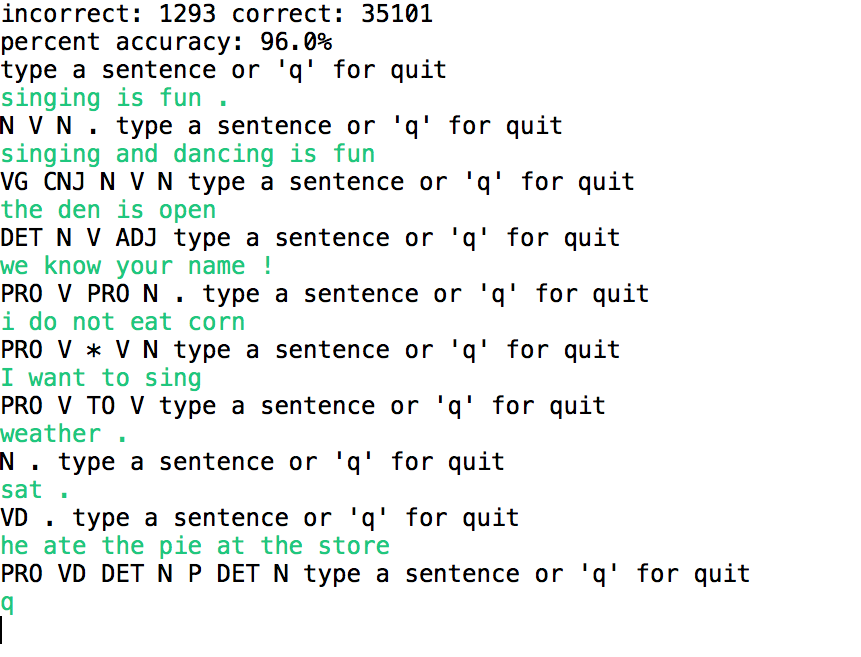 incorrect: 1293 correct: 35101
percent accuracy: 96.0%
type a sentence or 'q' for quit
singing is fun .
N V N . type a sentence or 'q' for quit
singing and dancing is fun
VG CNJ N V N type a sentence or 'q' for quit
the den is open
DET N V ADJ type a sentence or 'q' for quit
we know your name !
PRO V PRO N . type a sentence or 'q' for quit
i do not eat corn
PRO V * V N type a sentence or 'q' for quit
I want to sing
PRO V TO V type a sentence or 'q' for quit
weather .
N . type a sentence or 'q' for quit
sat .
VD . type a sentence or 'q' for quit
he ate the pie at the store
PRO VD DET N P DET N type a sentence or 'q' for quit
q